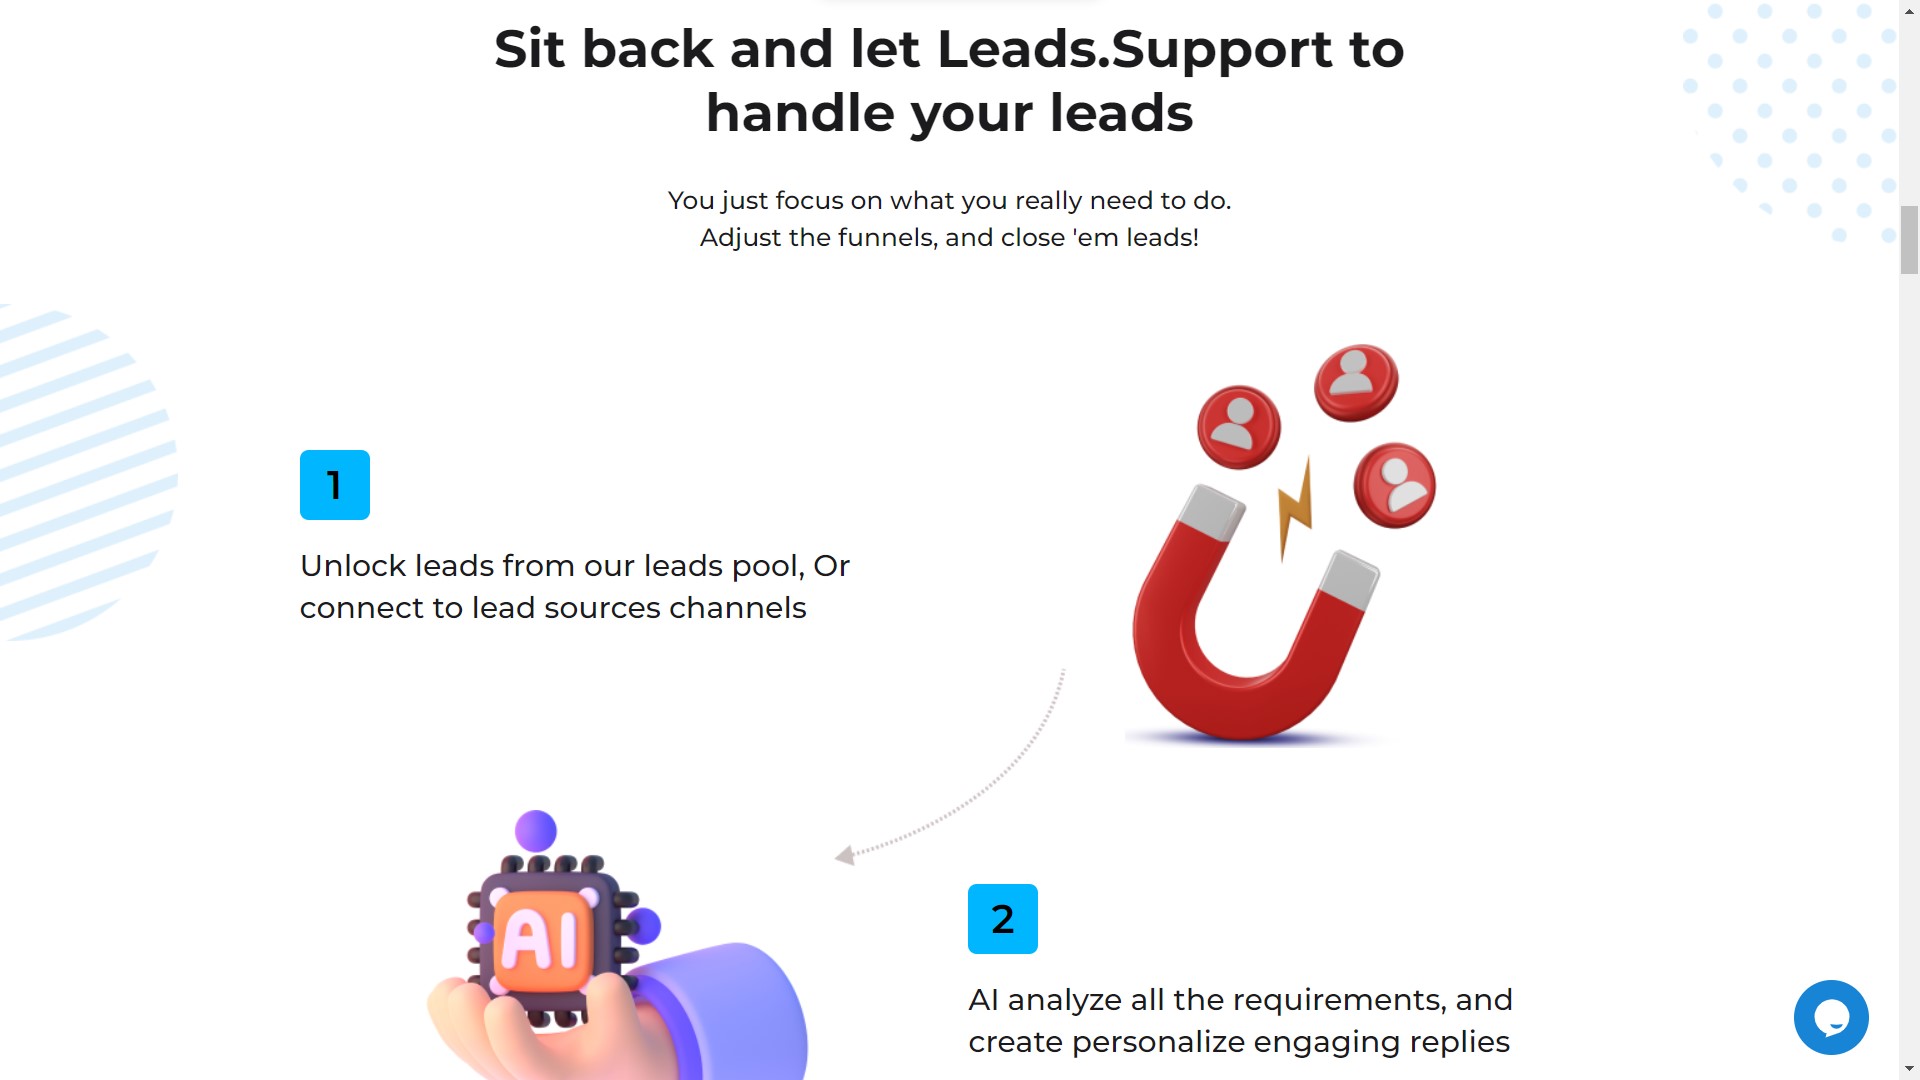 Sit back and let Leads.Support to
handle your leads
You just focus on what you really need to do.
Adjust the funnels, and close 'em leads!
1
Unlock leads from our leads pool, Or
connect to lead sources channels
AI
2
AI analyze all the requirements, and
create personalize engaging replies